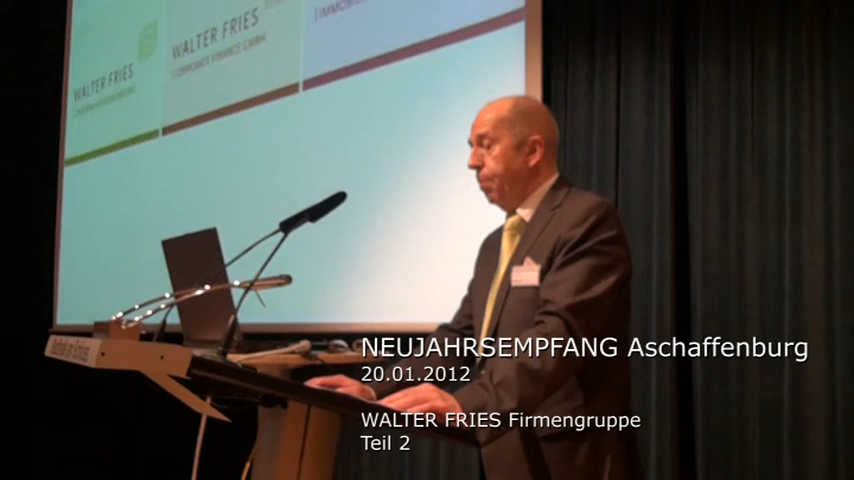 WALTER FRIES
WALTER FRIES
CORPORATE FINANCE GMBH
NEUJAHRSEMPFANG Aschaffenburg
20.01.2012
WALTER FRIES Firmengruppe
Teil 2